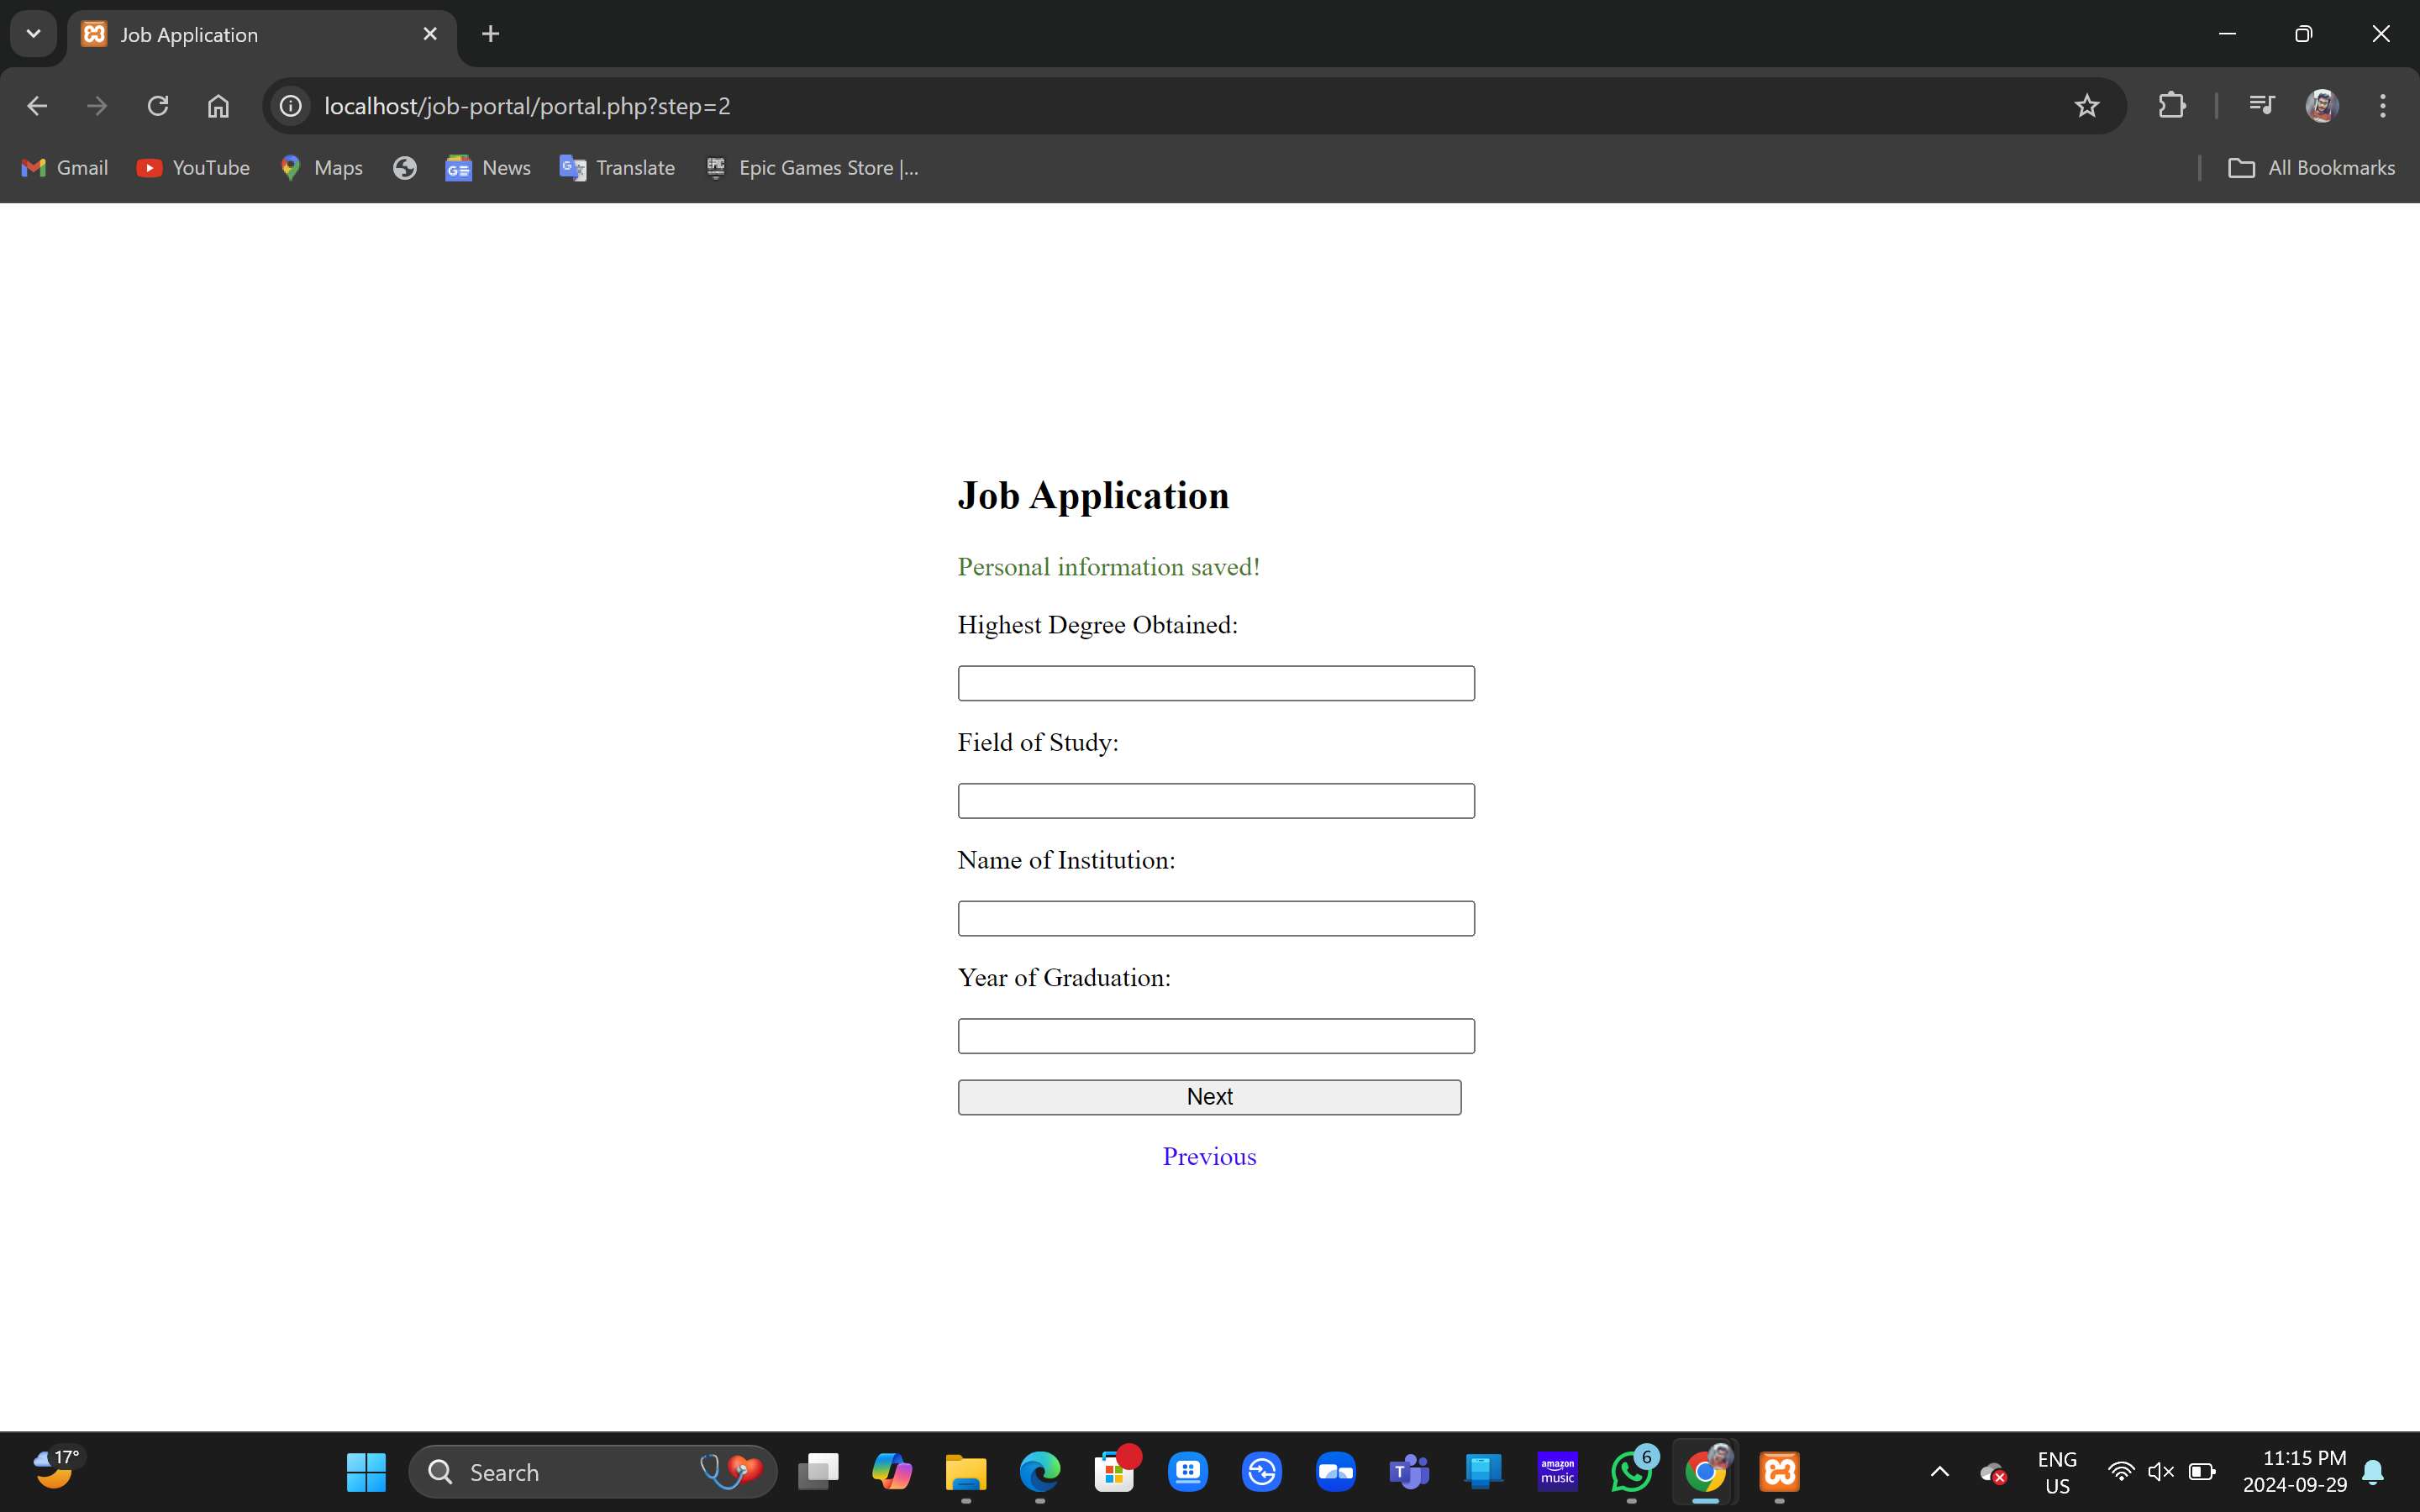 Job Application
localhost/job-portal/portal.php?step=2
Gmail YouTube Maps News Translate Epic Games Store |... All Bookmarks
Job Application
Personal information saved!
Highest Degree Obtained:
Field of Study:
Name of Institution:
Year of Graduation:
Next
Previous
17°
Search
amazon
music
6
ENG
US
11:15 PM
2024-09-29